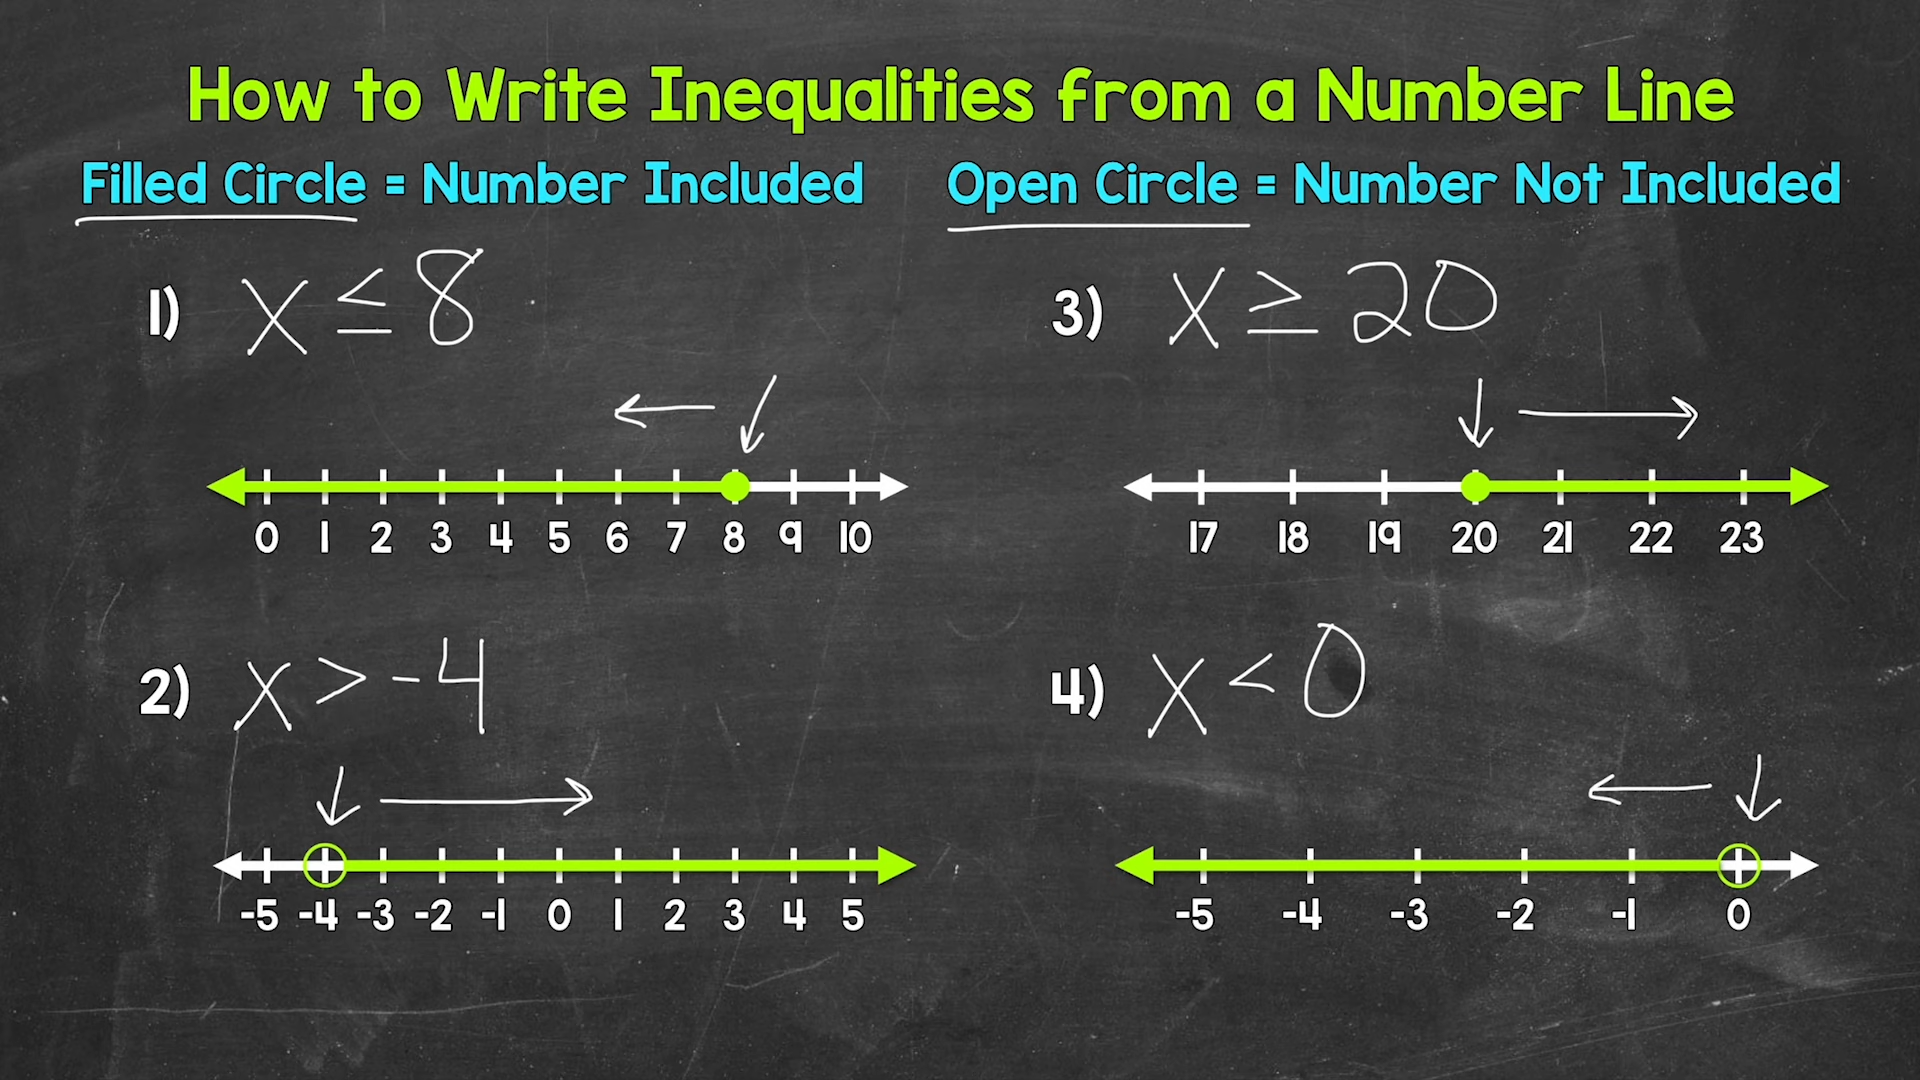 How to Write Inequalities from a Number Line
Filled Circle = Number Included
Open Circle = Number Not Included
1) x ≤ 8
0 1 2 3 4 5 6 7 8 9 10
2) x > -4
-5 -4 -3 -2 -1 0 1 2 3 4 5
3) x ≥ 20
17 18 19 20 21 22 23
4) x < 0
-5 -4 -3 -2 -1 0